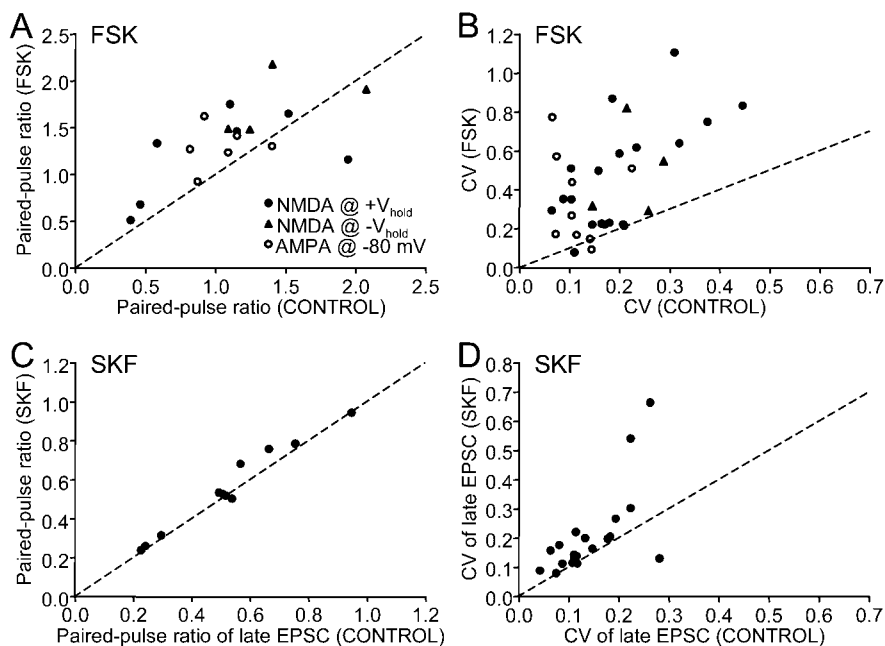 A
FSK
Paired-pulse ratio (FSK)
2.5
2.0
1.5
1.0
0.5
0.0
NMDA @ +Vhold
NMDA @ -Vhold
AMPA @ -80 mV
0.0 0.5 1.0 1.5 2.0 2.5
Paired-pulse ratio (CONTROL)
B
FSK
CV (FSK)
1.2
1.0
0.8
0.6
0.4
0.2
0.0
0.0 0.1 0.2 0.3 0.4 0.5 0.6 0.7
CV (CONTROL)
C
SKF
Paired-pulse ratio (SKF)
1.2
1.0
0.8
0.6
0.4
0.2
0.0
0.0 0.2 0.4 0.6 0.8 1.0 1.2
Paired-pulse ratio of late EPSC (CONTROL)
D
SKF
CV of late EPSC (SKF)
0.8
0.7
0.6
0.5
0.4
0.3
0.2
0.1
0.0
0.0 0.1 0.2 0.3 0.4 0.5 0.6 0.7
CV of late EPSC (CONTROL)